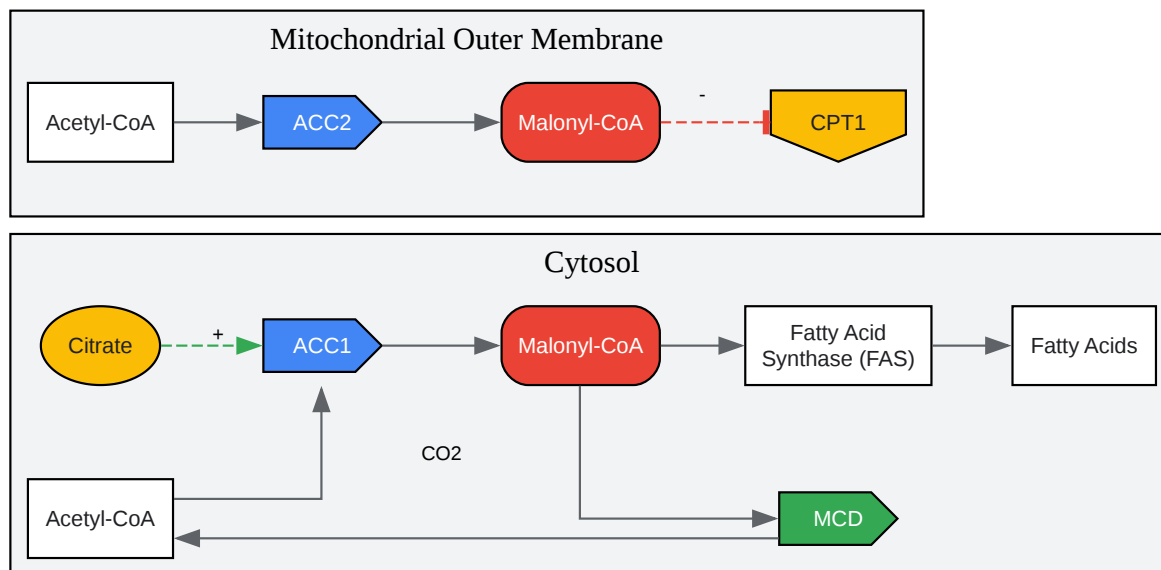 Mitochondrial Outer Membrane
Acetyl-CoA
ACC2
Malonyl-CoA
-
CPT1
Cytosol
Citrate
+
ACC1
Malonyl-CoA
Fatty Acid
Synthase (FAS)
Fatty Acids
CO2
Acetyl-CoA
MCD